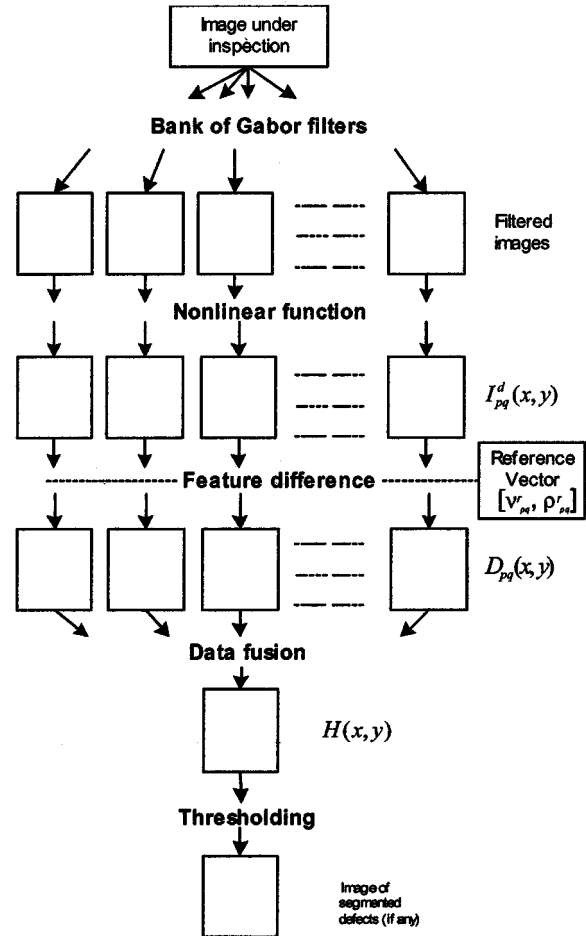 Image under
inspèction
Bank of Gabor filters
Filtered
images
Nonlinear function
I^d_pq(x, y)
Feature difference
Reference
Vector
[ν^r_pq, ρ^r_pq]
D_pq(x, y)
Data fusion
H(x, y)
Thresholding
Image of
segmented
defects (if any)